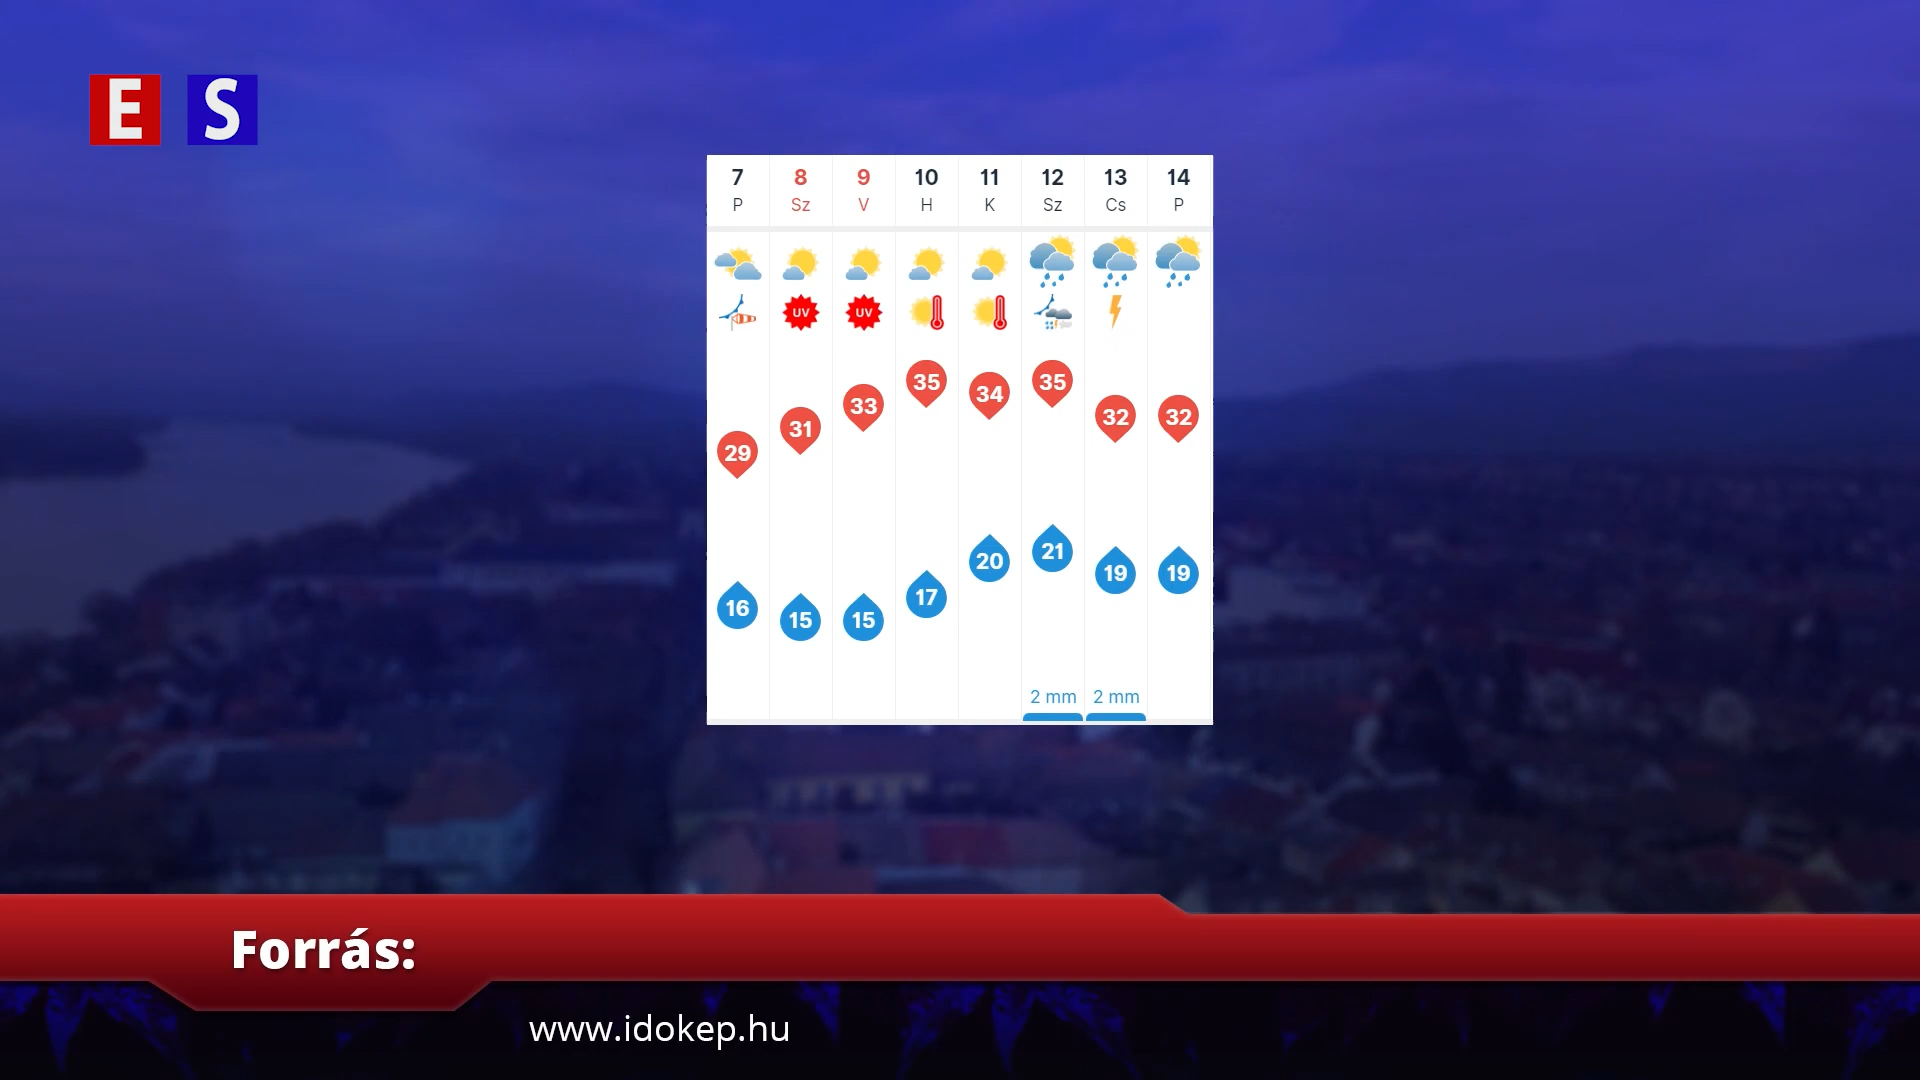 E S
7 8 9 10 11 12 13 14
P Sz V H K Sz Cs P
UV UV
29 31 33 35 34 35 32 32
16 15 15 17 20 21 19 19
2 mm 2 mm
Forrás:
www.idokep.hu